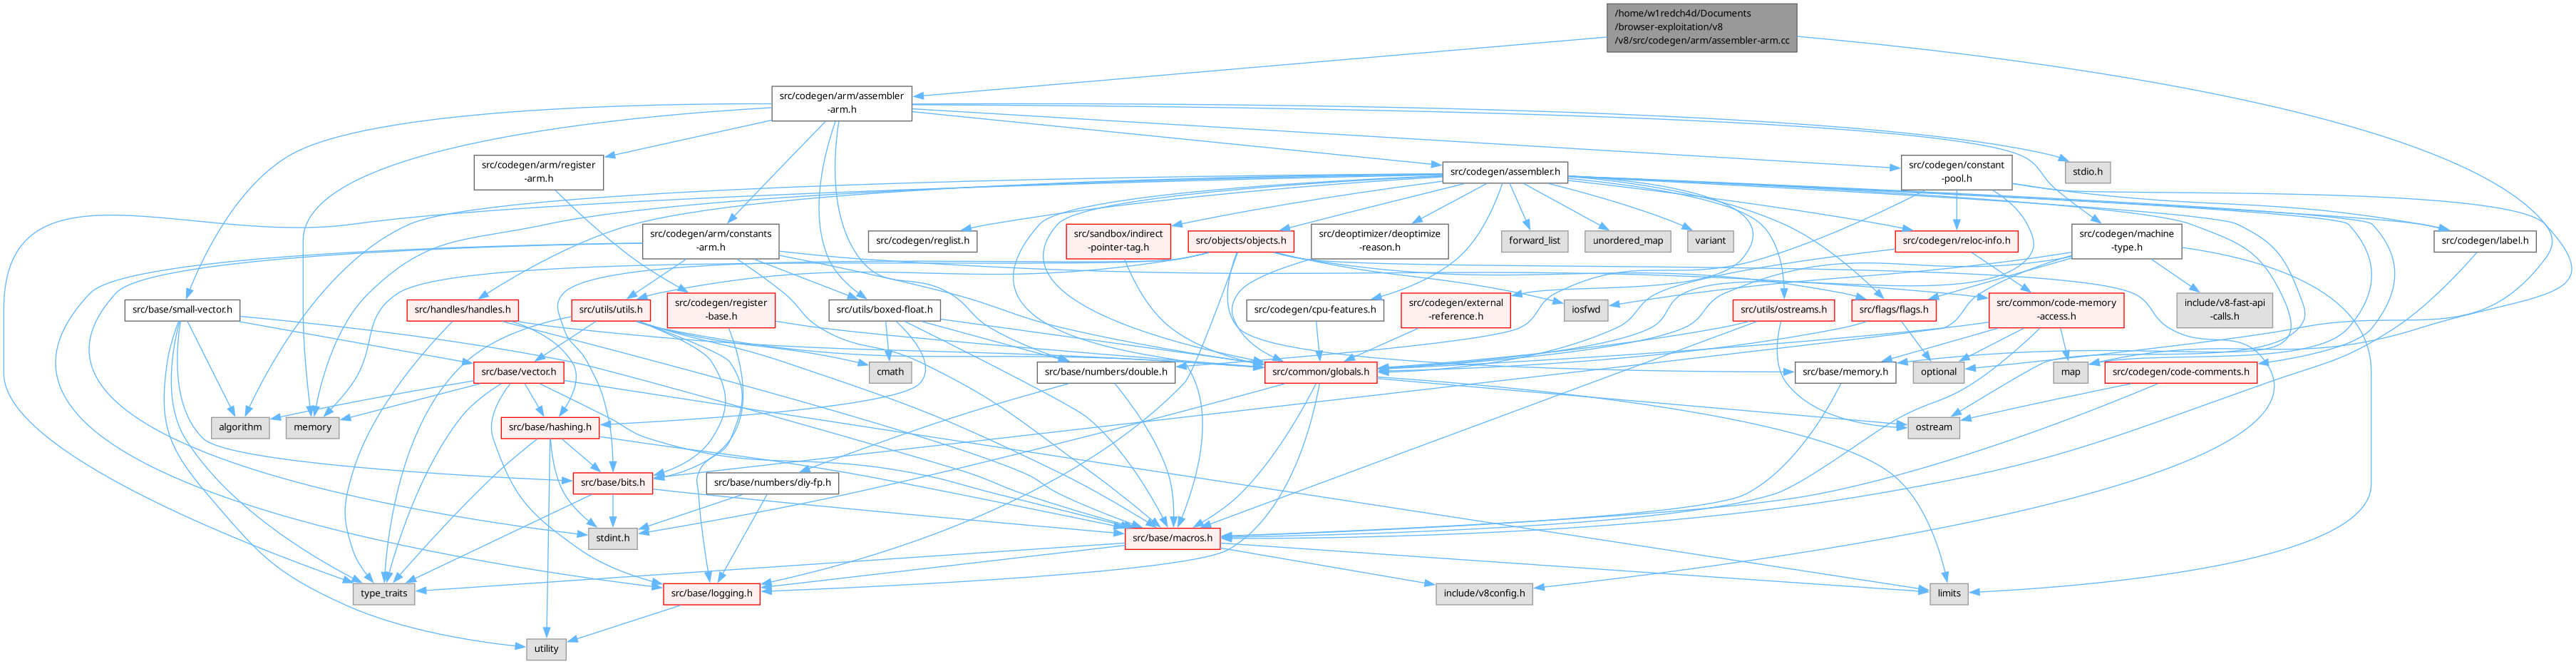 /home/w1redch4d/Documents
/browser-exploitation/v8
/v8/src/codegen/arm/assembler-arm.cc
src/codegen/arm/assembler
-arm.h
src/codegen/arm/register
-arm.h
src/codegen/assembler.h
src/codegen/constant
-pool.h
stdio.h
src/codegen/arm/constants
-arm.h
src/codegen/reglist.h
src/sandbox/indirect
-pointer-tag.h
src/objects/objects.h
src/deoptimizer/deoptimize
-reason.h
forward_list
unordered_map
variant
src/codegen/reloc-info.h
src/codegen/machine
-type.h
src/codegen/label.h
src/base/small-vector.h
src/handles/handles.h
src/utils/utils.h
src/codegen/register
-base.h
src/utils/boxed-float.h
src/codegen/cpu-features.h
src/codegen/external
-reference.h
iosfwd
src/utils/ostreams.h
src/flags/flags.h
src/common/code-memory
-access.h
include/v8-fast-api
-calls.h
src/base/vector.h
cmath
src/base/numbers/double.h
src/common/globals.h
src/base/memory.h
optional
map
src/codegen/code-comments.h
algorithm
memory
src/base/hashing.h
ostream
src/base/bits.h
src/base/numbers/diy-fp.h
stdint.h
src/base/macros.h
type_traits
src/base/logging.h
include/v8config.h
limits
utility